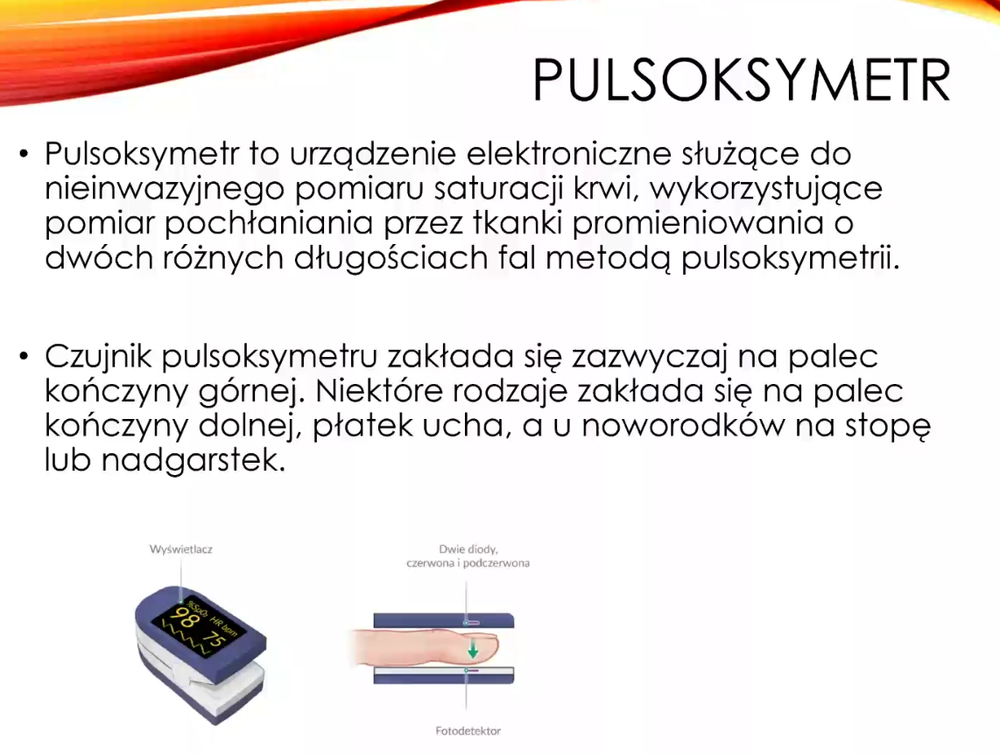 PULSOKSYMETR
• Pulsoksymetr to urządzenie elektroniczne służące do
nieinwazyjnego pomiaru saturacji krwi, wykorzystujące
pomiar pochłaniania przez tkanki promieniowania o
dwóch różnych długościach fal metodą pulsoksymetrii.
• Czujnik pulsoksymetru zakłada się zazwyczaj na palec
kończyny górnej. Niektóre rodzaje zakłada się na palec
kończyny dolnej, płatek ucha, a u noworodków na stopę
lub nadgarstek.
Wyświetlacz
%SpO₂ HR bpm
98 75
Dwie diody,
czerwona i podczerwona
Fotodetektor